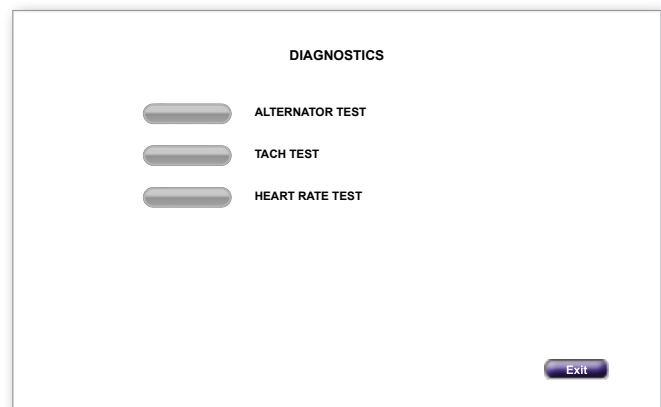 DIAGNOSTICS
ALTERNATOR TEST
TACH TEST
HEART RATE TEST
Exit